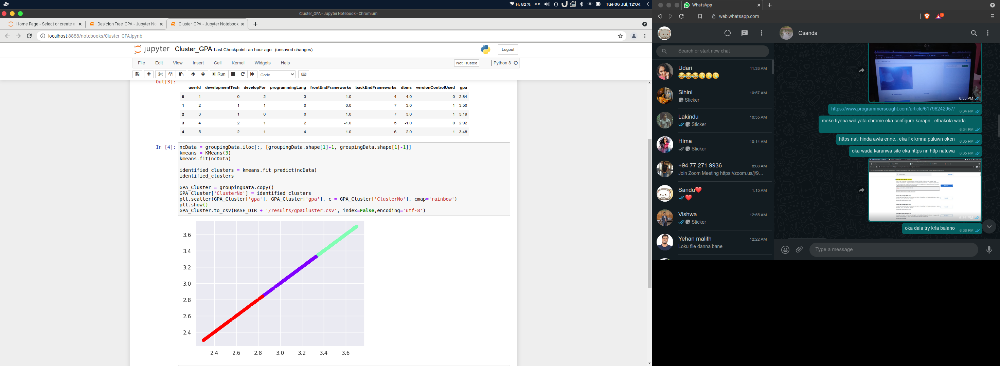 H: 82 %
en
Tue 06 Jul, 12:04
Cluster_GPA - Jupyter Notebook - Chromium
Home Page - Select or create a
Desicion Tree_GPA - Jupyter No
Cluster_GPA - Jupyter Notebook
localhost:8888/notebooks/Cluster_GPA.ipynb
jupyter
Cluster_GPA Last Checkpoint: an hour ago (unsaved changes)
Logout
File Edit View Insert Cell Kernel Widgets Help
Not Trusted
Python 3
Run
Code
Out[3]:
userId developmentTech developFor programmingLang frontEndFrameworks backEndFrameworks dbms versionControlUsed gpa
0 1 0 2 3 -1.0 4 4.0 0 2.84
1 2 1 1 0 0.0 7 3.0 1 3.50
2 3 1 0 0 1.0 7 3.0 1 3.19
3 4 2 1 2 -1.0 5 -1.0 0 2.92
4 5 2 1 4 1.0 6 2.0 1 3.48
In [4]:
ncData = groupingData.iloc[:, [groupingData.shape[1]-1, groupingData.shape[1]-1]]
kmeans = KMeans(3)
kmeans.fit(ncData)
identified_clusters = kmeans.fit_predict(ncData)
identified_clusters
GPA_Cluster = groupingData.copy()
GPA_Cluster['ClusterNo'] = identified_clusters
plt.scatter(GPA_Cluster['gpa'], GPA_Cluster['gpa'], c = GPA_Cluster['ClusterNo'], cmap='rainbow')
plt.show()
GPA_Cluster.to_csv(BASE_DIR + '/results/gpaCluster.csv', index=False,encoding='utf-8')
3.6
3.4
3.2
3.0
2.8
2.6
2.4
2.4 2.6 2.8 3.0 3.2 3.4 3.6
WhatsApp
web.whatsapp.com
1
Search or start new chat
Udari 11:33 AM
😂😂😂🥲🥲🥲
Sihini 10:57 AM
Sticker
Lakindu 10:55 AM
Sticker
Hima 10:14 AM
Sticker
+94 77 271 9936 8:08 AM
Join Zoom Meeting https://zoom.us/j/9...
Sandu❤️ 1:15 AM
❤️
Vishwa 12:55 AM
Sticker
Yehan malith 12:22 AM
Loku file danna bane
Osanda
6:33 PM
https://www.programmersought.com/article/61796242957/ 6:34 PM
meke tiyena widiyata chrome eka configure karapn.. ethakota wada
6:34 PM
https nati hinda awla enne.. eka fix krnna puluwn oken 6:35 PM
oka wada karanwa site eka https nn http natuwa 6:35 PM
6:36 PM
oka dala try krla balano 6:36 PM
Type a message